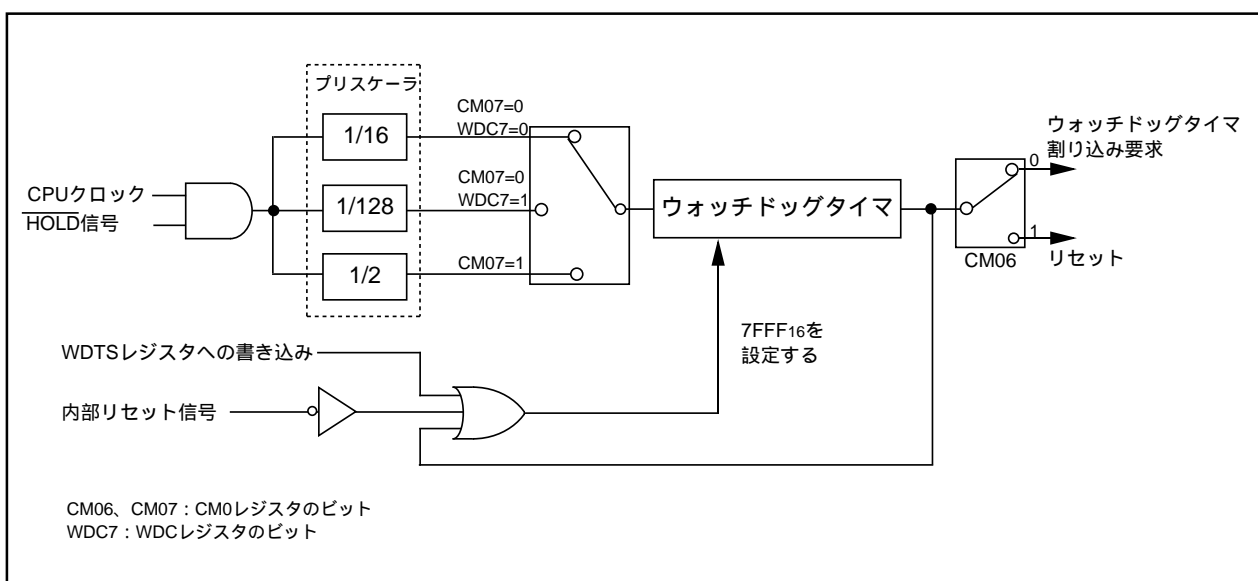 プリスケーラ
1/16
1/128
1/2
CPUクロック
HOLD信号
CM07=0
WDC7=0
CM07=0
WDC7=1
CM07=1
ウォッチドッグタイマ
ウォッチドッグタイマ
割り込み要求
0
1
リセット
CM06
7FFF16を
設定する
WDTSレジスタへの書き込み
内部リセット信号
CM06、CM07：CM0レジスタのビット
WDC7：WDCレジスタのビット